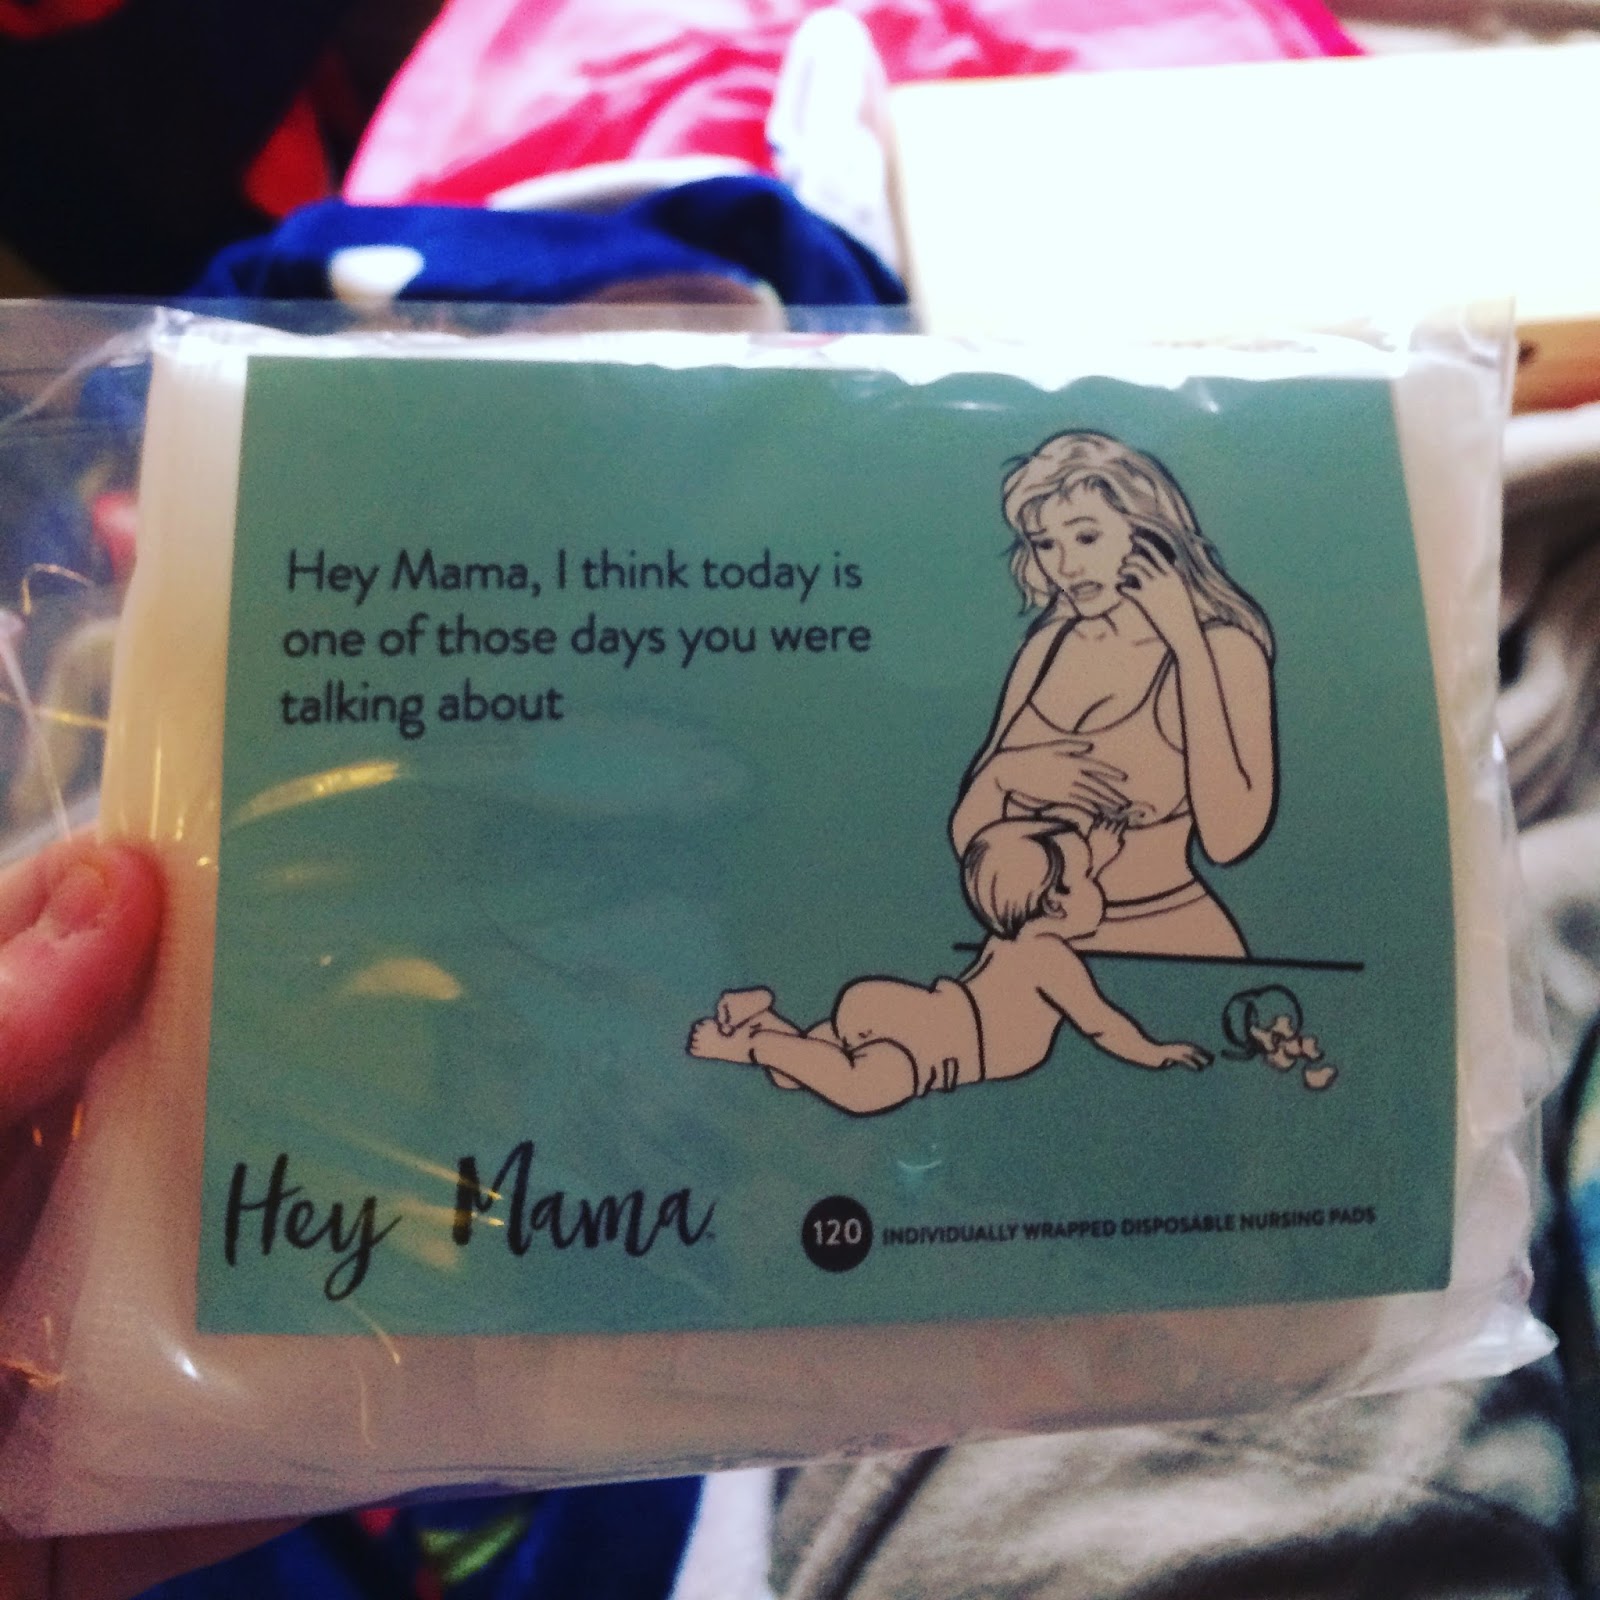 Hey Mama, I think today is
one of those days you were
talking about
Hey Mama
120 INDIVIDUALLY WRAPPED DISPOSABLE NURSING PADS